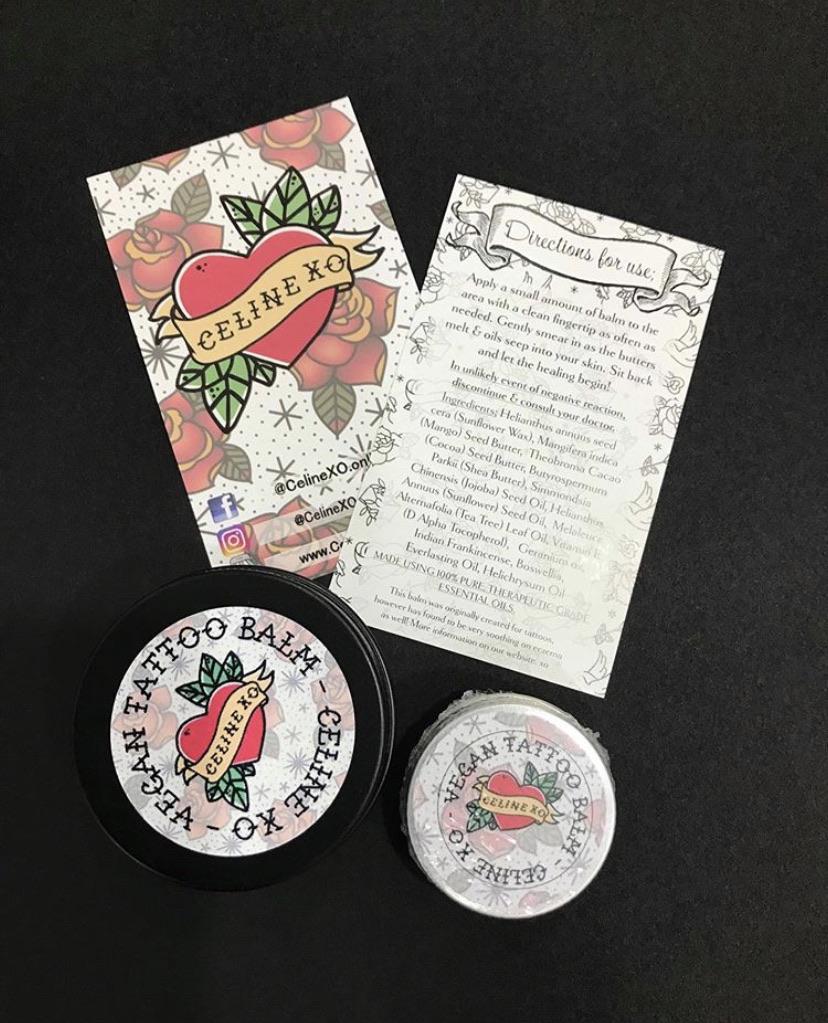 CELINE XO
@CelineXO.onl
@CelineXO
www.Ce
Directions for use;
Apply a small amount of balm to the
area with a clean fingertip as often as
needed. Gently smear in as the butters
melt & oils seep into your skin. Sit back
and let the healing begin!
In unlikely event of negative reaction,
discontinue & consult your doctor.
Ingredients; Helianthus annuus seed
cera (Sunflower Wax), Mangifera indica
(Mango) Seed Butter, Theobroma Cacao
(Cocoa) Seed Butter, Butyrospermum
Parkii (Shea Butter), Simmondsia
Chinensis (Jojoba) Seed Oil, Helianthus
Annuus (Sunflower) Seed Oil, Meleleuca
Alternafolia (Tea Tree) Leaf Oil, Vitamin E
(D Alpha Tocopherol), Geranium oil,
Indian Frankincense, Boswellia,
Everlasting Oil, Helichrysum Oil
MADE USING 100% PURE, THERAPEUTIC GRADE
ESSENTIAL OILS.
This balm was originally created for tattoos,
however has found to be very soothing on eczema
as well! More information on our website. xo
VEGAN TATTOO BALM - CELINE XO -
CELINE XO
VEGAN TATTOO BALM - CELINE XO -
CELINE XO